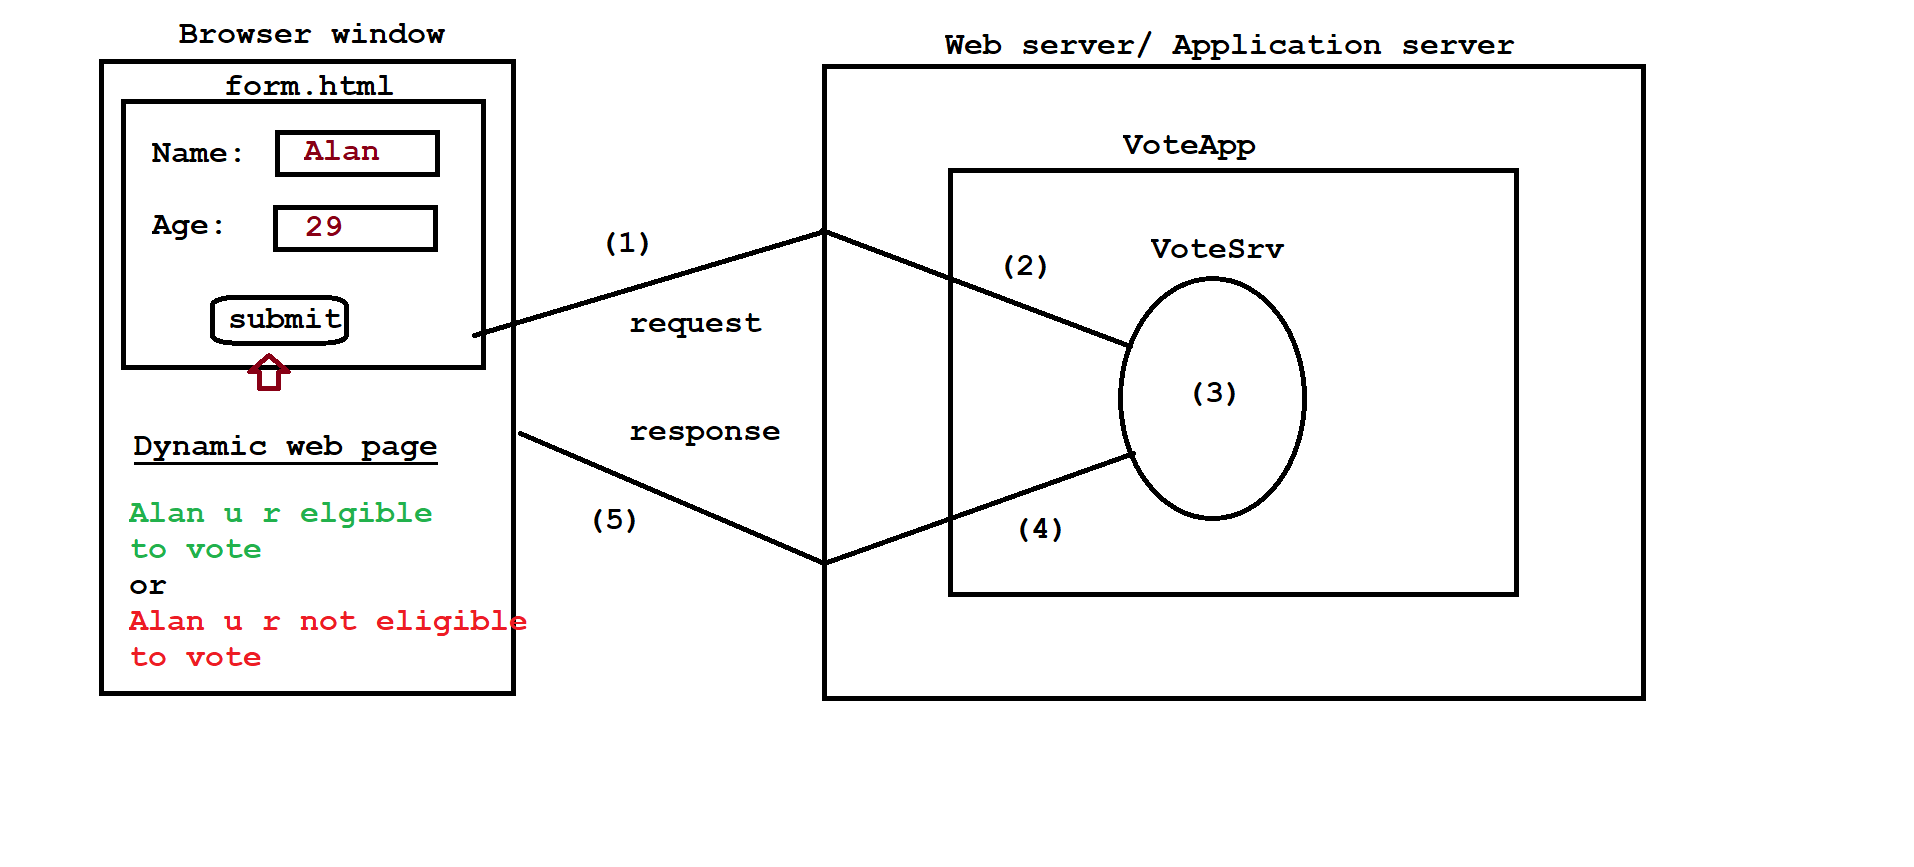 Browser window
form.html
Name: Alan
Age: 29
submit
Dynamic web page
Alan u r elgible
to vote
or
Alan u r not eligible
to vote
(1)
request
response
(5)
Web server/ Application server
VoteApp
VoteSrv
(2)
(3)
(4)